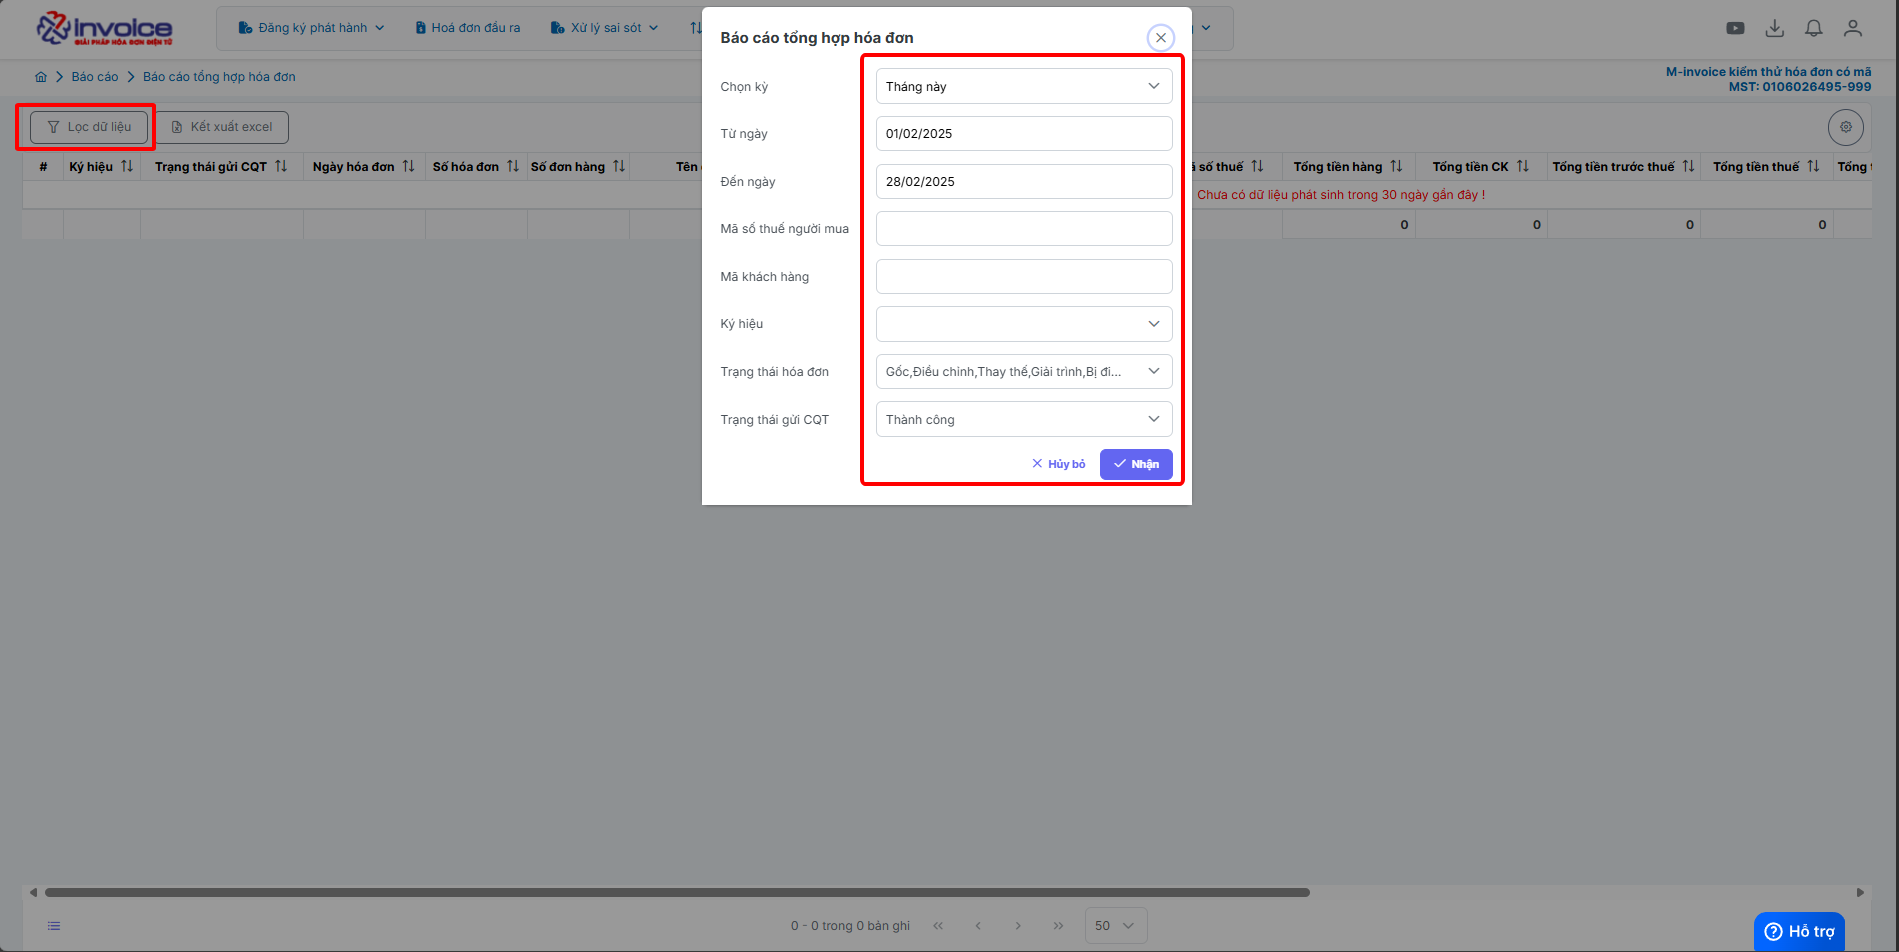 invoice
GIẢI PHÁP HÓA ĐƠN ĐIỆN TỬ
Đăng ký phát hành
Hoá đơn đầu ra
Xử lý sai sót
Báo cáo
Báo cáo tổng hợp hóa đơn
M-invoice kiểm thử hóa đơn có mã
MST: 0106026495-999
Lọc dữ liệu
Kết xuất excel
# Ký hiệu Trạng thái gửi CQT Ngày hóa đơn Số hóa đơn Số đơn hàng Tên số thuế Tổng tiền hàng Tổng tiền CK Tổng tiền trước thuế Tổng tiền thuế Tổng
Chưa có dữ liệu phát sinh trong 30 ngày gần đây !
0 0 0 0
Báo cáo tổng hợp hóa đơn
Chọn kỳ
Tháng này
Từ ngày
01/02/2025
Đến ngày
28/02/2025
Mã số thuế người mua
Mã khách hàng
Ký hiệu
Trạng thái hóa đơn
Gốc,Điều chỉnh,Thay thế,Giải trình,Bị đi...
Trạng thái gửi CQT
Thành công
Hủy bỏ
Nhận
0 - 0 trong 0 bản ghi
50
Hỗ trợ